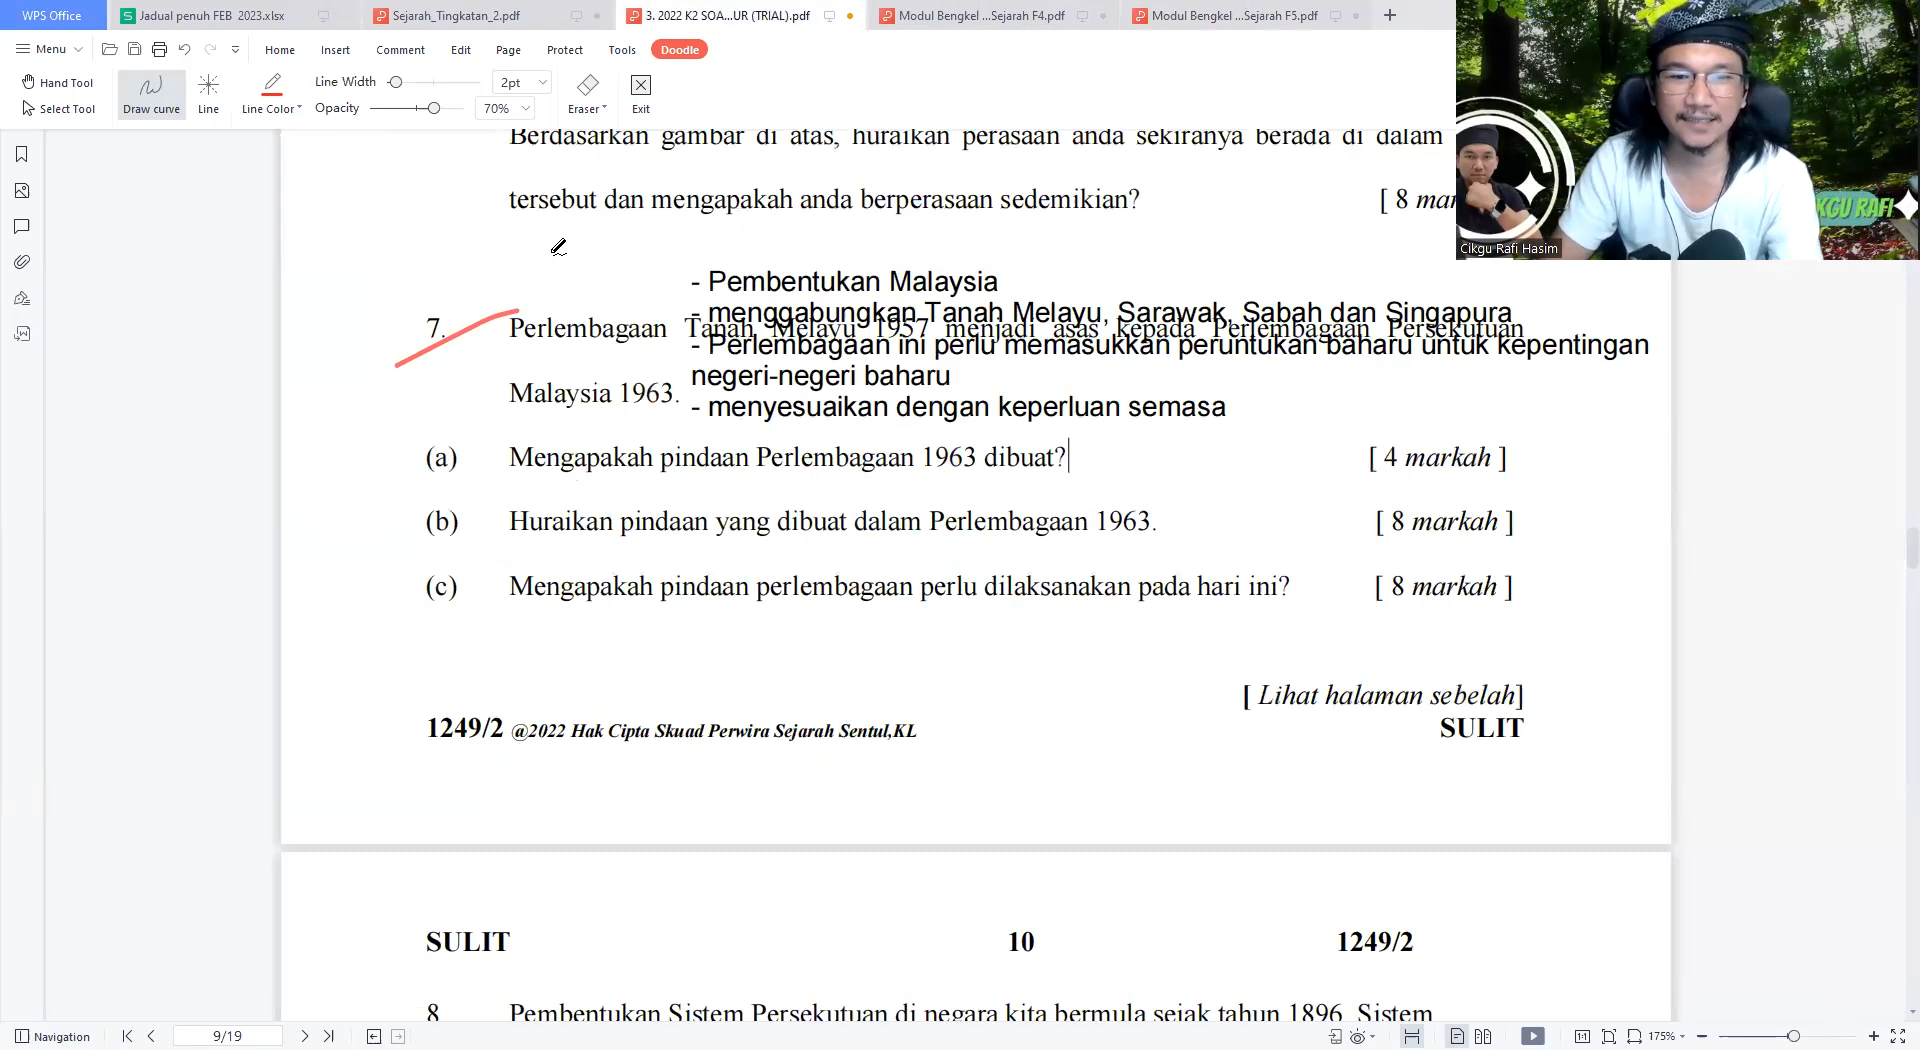 WPS Office
Jadual penuh FEB 2023.xlsx
Sejarah_Tingkatan_2.pdf
3. 2022 K2 SOA...UR (TRIAL).pdf
Modul Bengkel ...Sejarah F4.pdf
Modul Bengkel ...Sejarah F5.pdf
Menu
Home
Insert
Comment
Edit
Page
Protect
Tools
Doodle
Hand Tool
Select Tool
Draw curve
Line
Line Color
Line Width
2pt
Opacity
70%
Eraser
Exit
KGU RAFI
Cikgu Rafi Hasim
Berdasarkan gambar di atas, huraikan perasaan anda sekiranya berada di dalam
tersebut dan mengapakah anda berperasaan sedemikian? [ 8 mar
- Pembentukan Malaysia
- menggabungkan Tanah Melayu, Sarawak, Sabah dan Singapura
7. Perlembagaan Tanah Melayu 1957 menjadi asas kepada Perlembagaan Persekutuan
- Perlembagaan ini perlu memasukkan peruntukan baharu untuk kepentingan
negeri-negeri baharu
Malaysia 1963.
- menyesuaikan dengan keperluan semasa
(a) Mengapakah pindaan Perlembagaan 1963 dibuat? [ 4 markah ]
(b) Huraikan pindaan yang dibuat dalam Perlembagaan 1963. [ 8 markah ]
(c) Mengapakah pindaan perlembagaan perlu dilaksanakan pada hari ini? [ 8 markah ]
[ Lihat halaman sebelah]
1249/2 @2022 Hak Cipta Skuad Perwira Sejarah Sentul,KL SULIT
SULIT 10 1249/2
8 Pembentukan Sistem Persekutuan di negara kita bermula sejak tahun 1896. Sistem
Navigation
9/19
1:1
175%